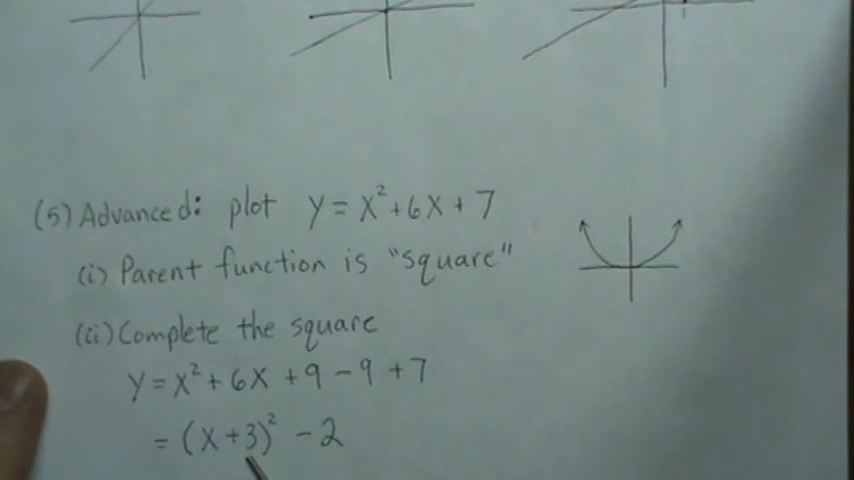 (5) Advanced: plot y = x² + 6x + 7
(i) Parent function is "square"
(ii) Complete the square
y = x² + 6x + 9 - 9 + 7
= (x + 3)² - 2